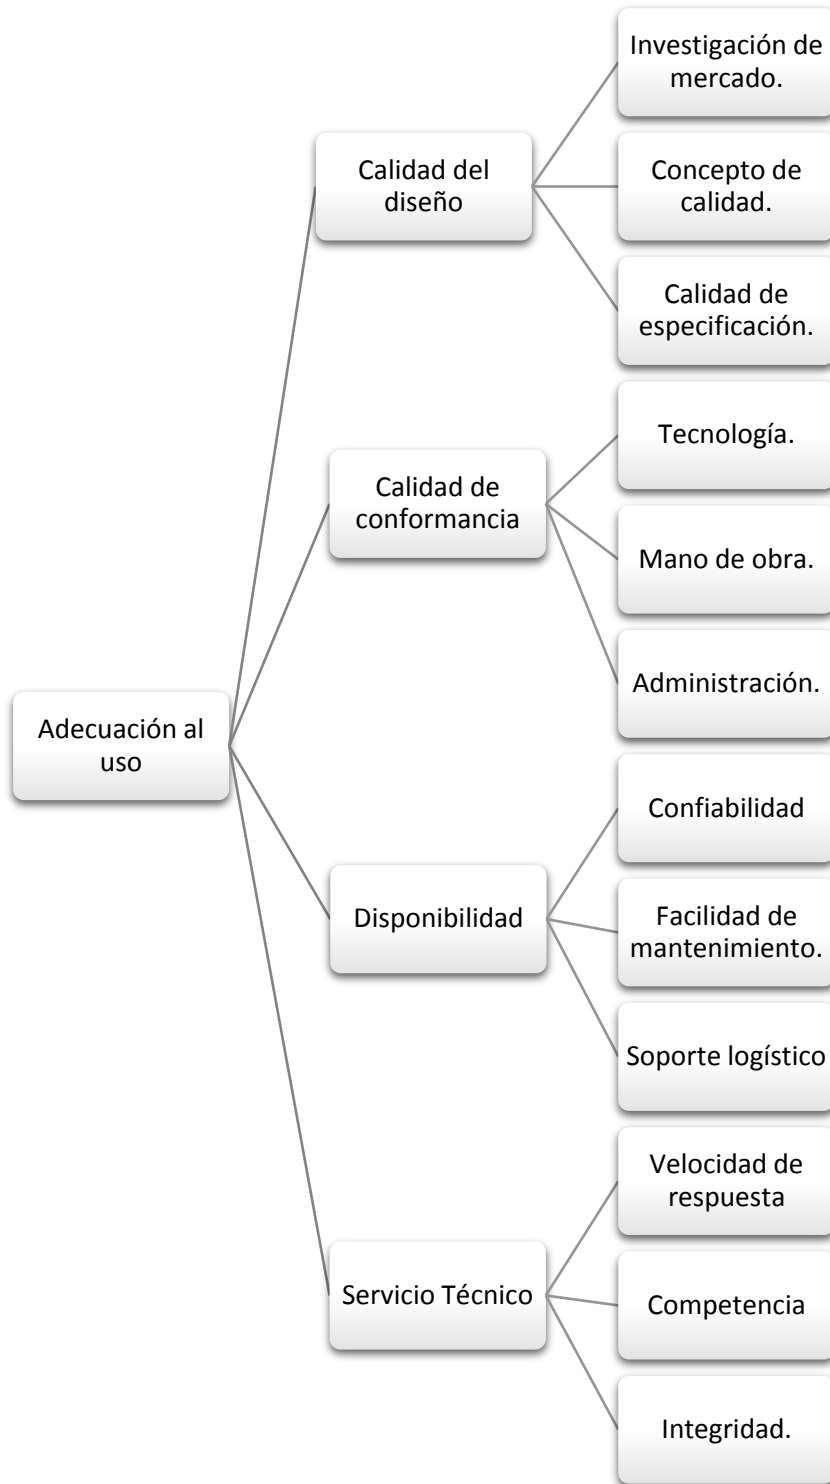 Investigación de
mercado.
Calidad del
diseño
Concepto de
calidad.
Calidad de
especificación.
Tecnología.
Calidad de
conformancia
Mano de obra.
Administración.
Adecuación al
uso
Confiabilidad
Disponibilidad
Facilidad de
mantenimiento.
Soporte logístico
Velocidad de
respuesta
Servicio Técnico
Competencia
Integridad.